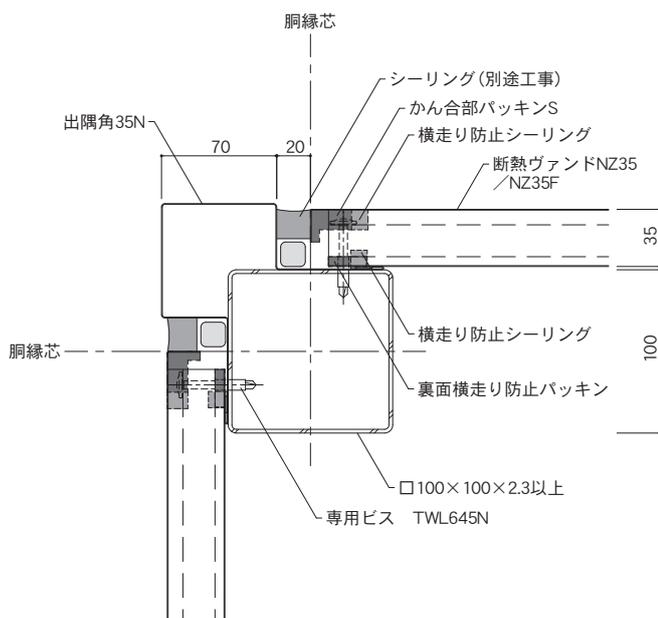 胴縁芯
シーリング(別途工事)
かん合部パッキンS
横走り防止シーリング
断熱ヴァンドNZ35
／NZ35F
出隅角35N
70
20
35
100
胴縁芯
横走り防止シーリング
裏面横走り防止パッキン
口100×100×2.3以上
専用ビス　TWL645N